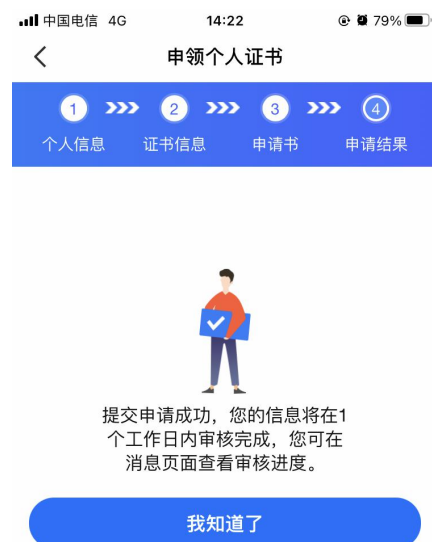 中国电信 4G 14:22 79%
申领个人证书
1 2 3 4
个人信息 证书信息 申请书 申请结果
提交申请成功，您的信息将在1
个工作日内审核完成，您可在
消息页面查看审核进度。
我知道了